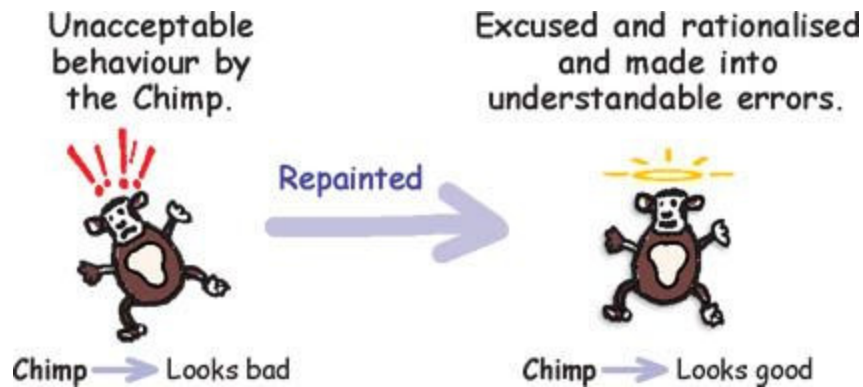 Unacceptable
behaviour by
the Chimp.
Excused and rationalised
and made into
understandable errors.
Repainted
Chimp Looks bad
Chimp Looks good